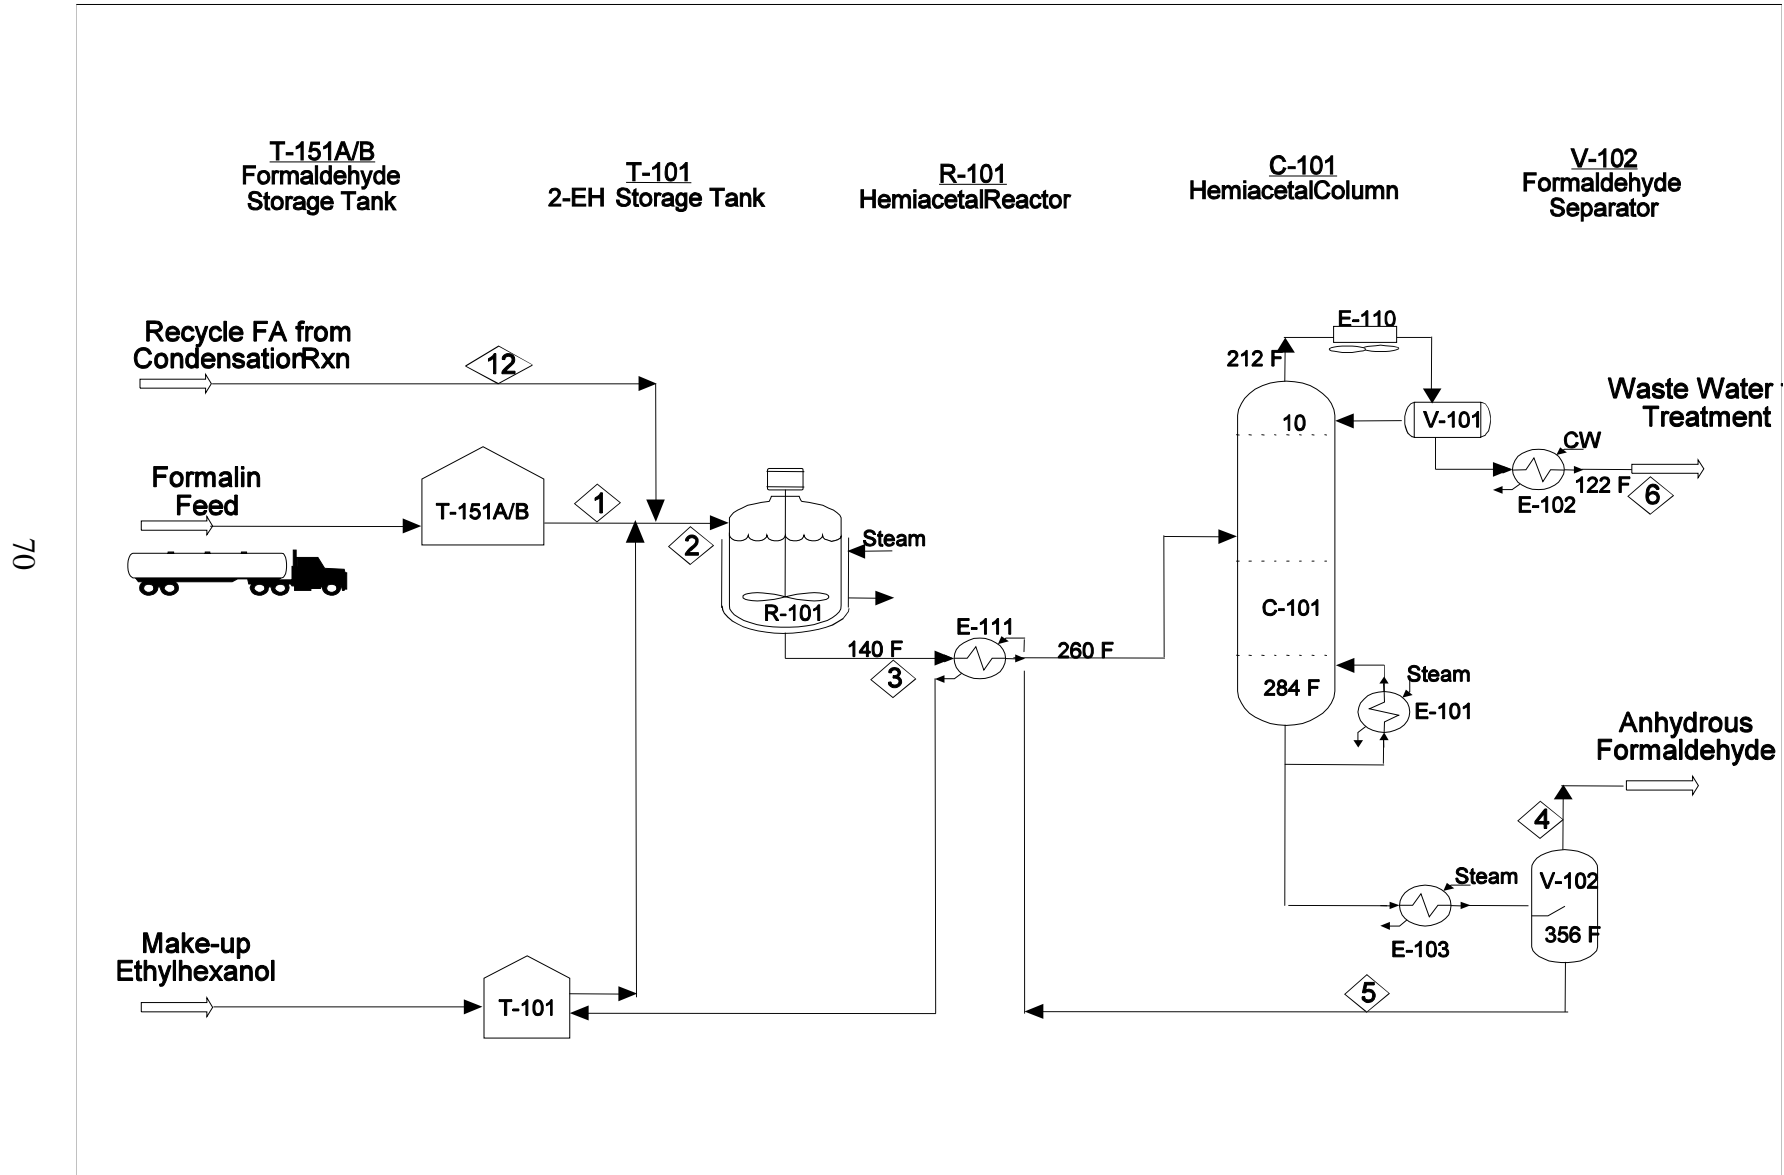 T-151A/B
Formaldehyde
Storage Tank
T-101
2-EH Storage Tank
R-101
HemiacetalReactor
C-101
HemiacetalColumn
V-102
Formaldehyde
Separator
Recycle FA from
CondensationRxn
12
E-110
212 F
Waste Water
Treatment
10
V-101
CW
Formalin
Feed
T-151A/B
1
2
Steam
122 F
6
E-102
70
R-101
C-101
E-111
140 F
260 F
3
284 F
Steam
E-101
Anhydrous
Formaldehyde
4
Steam
V-102
356 F
E-103
Make-up
Ethylhexanol
T-101
5